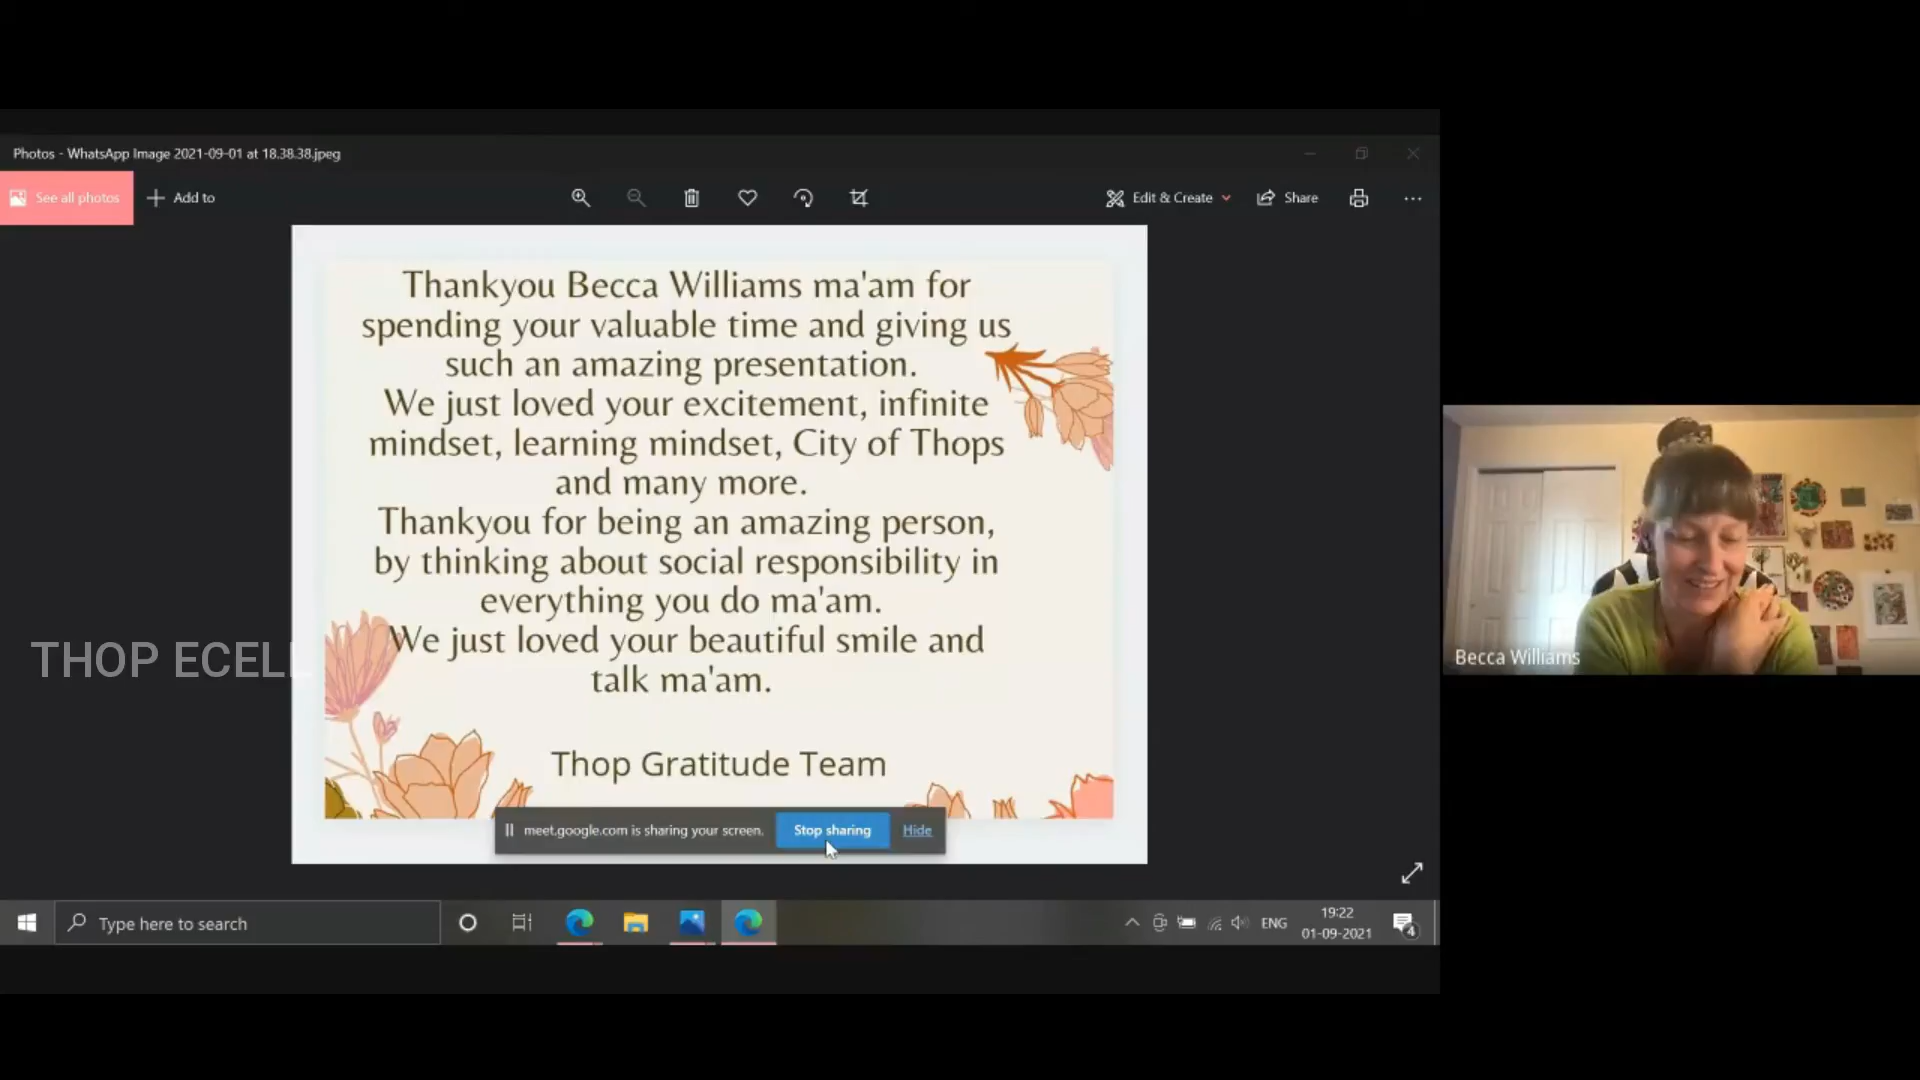 Photos - WhatsApp Image 2021-09-01 at 18.38.38.jpeg
See all photos
Add to
Edit & Create
Share
Thankyou Becca Williams ma'am for
spending your valuable time and giving us
such an amazing presentation.
We just loved your excitement, infinite
mindset, learning mindset, City of Thops
and many more.
Thankyou for being an amazing person,
by thinking about social responsibility in
everything you do ma'am.
We just loved your beautiful smile and
talk ma'am.
Thop Gratitude Team
THOP ECELL
Becca Williams
meet.google.com is sharing your screen.
Stop sharing
Hide
Type here to search
ENG
19:22
01-09-2021
4